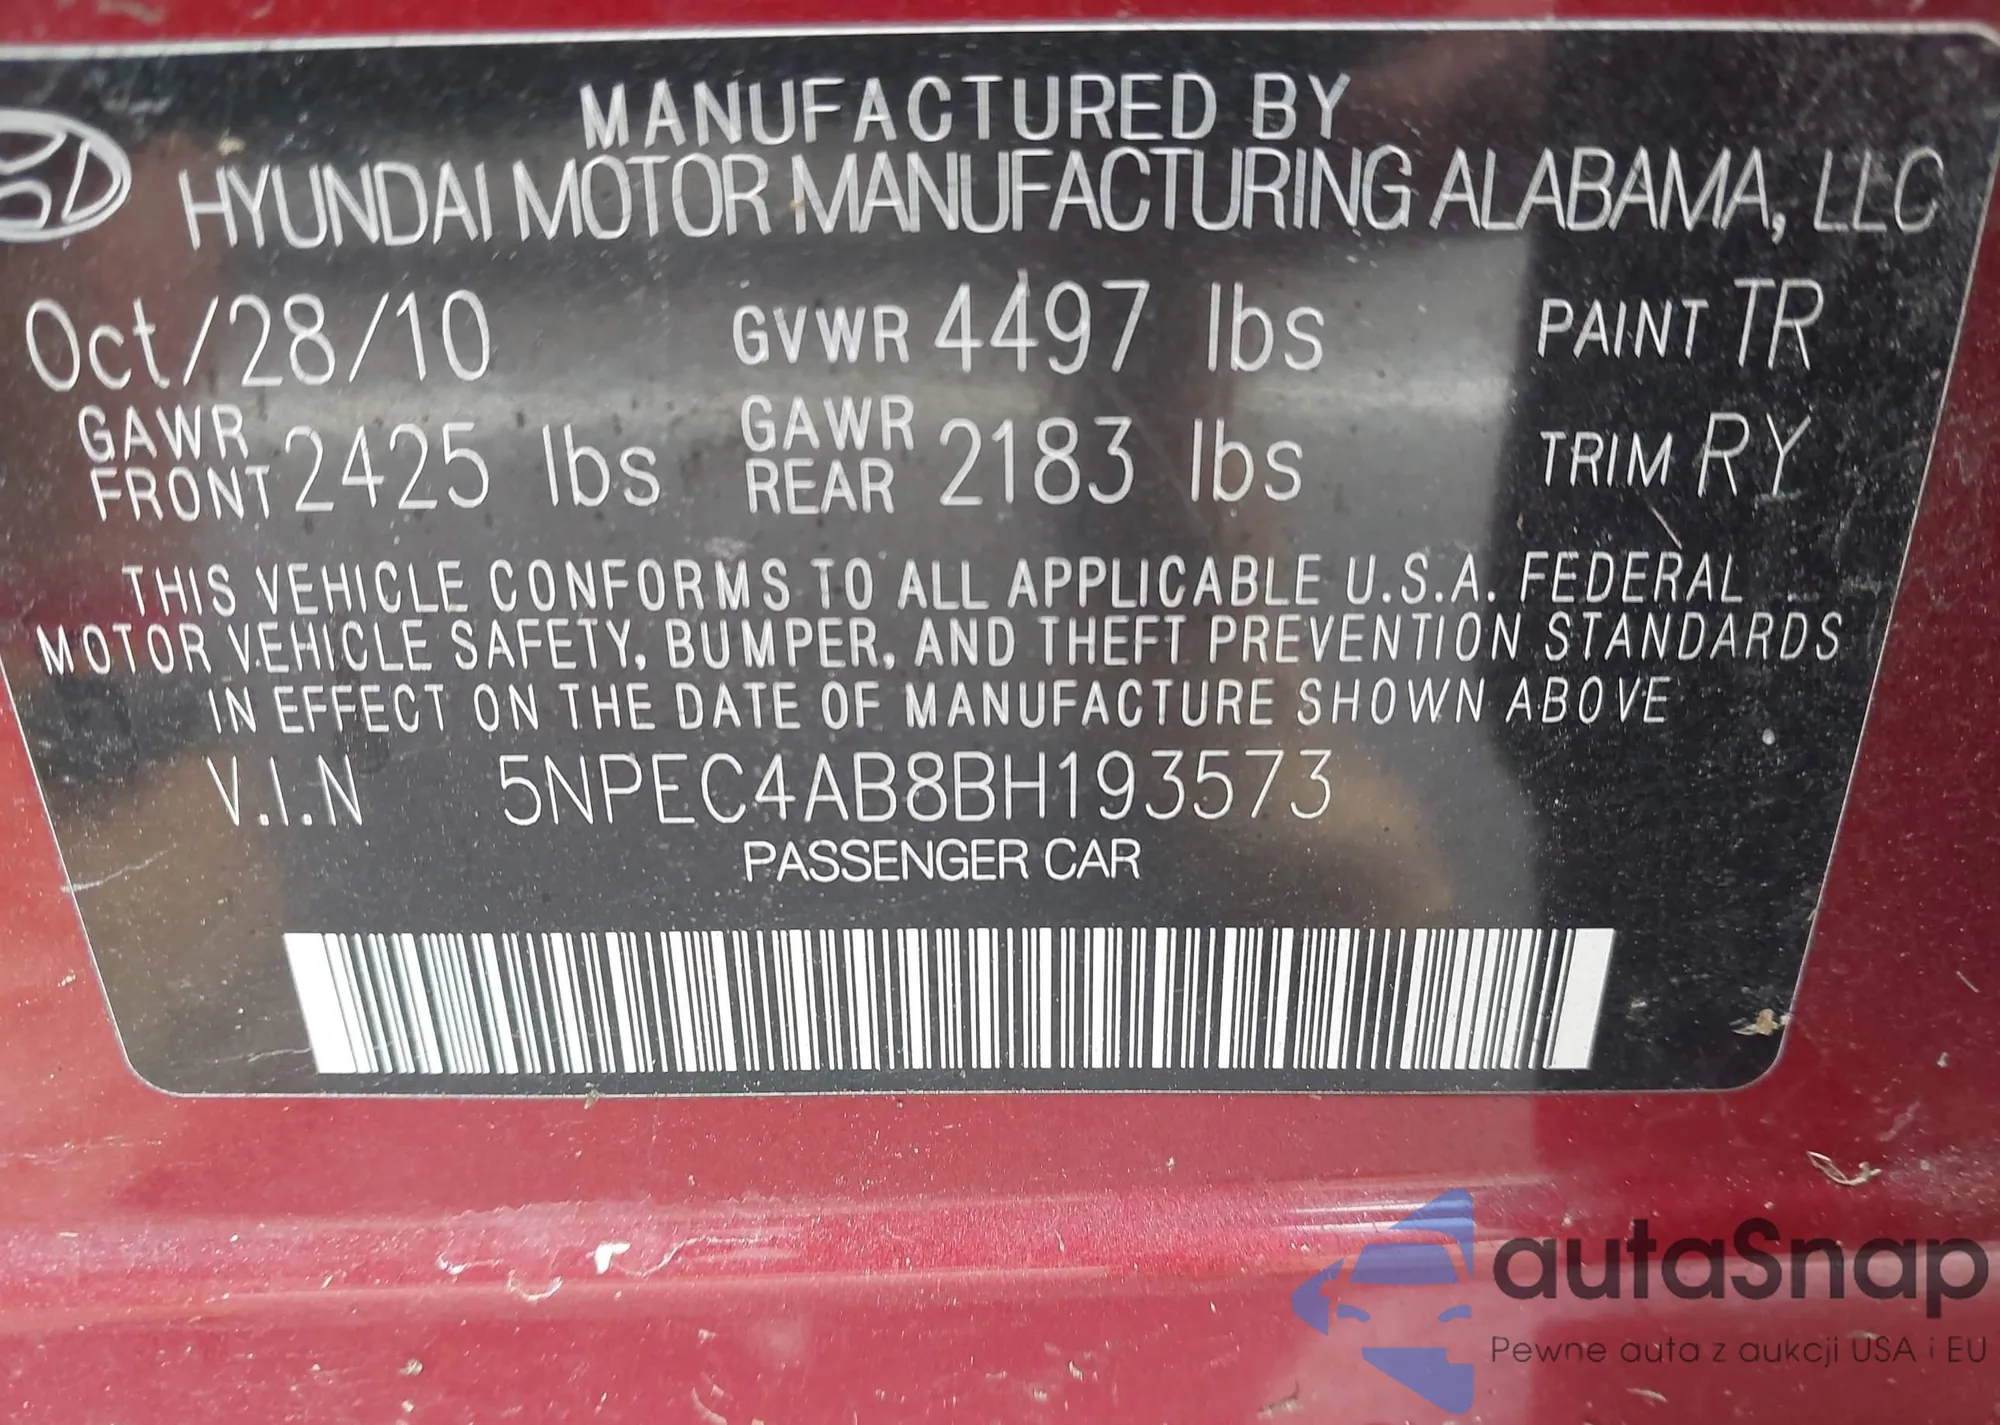 MANUFACTURED BY
HYUNDAI MOTOR MANUFACTURING ALABAMA, LLC
Oct/28/10 GVWR 4497 lbs PAINT TR
GAWR FRONT 2425 lbs GAWR REAR 2183 lbs TRIM RY
THIS VEHICLE CONFORMS TO ALL APPLICABLE U.S.A. FEDERAL
MOTOR VEHICLE SAFETY, BUMPER, AND THEFT PREVENTION STANDARDS
IN EFFECT ON THE DATE OF MANUFACTURE SHOWN ABOVE
V.I.N 5NPEC4AB8BH193573
PASSENGER CAR
autaSnap
Pewne auta z aukcji USA i EU